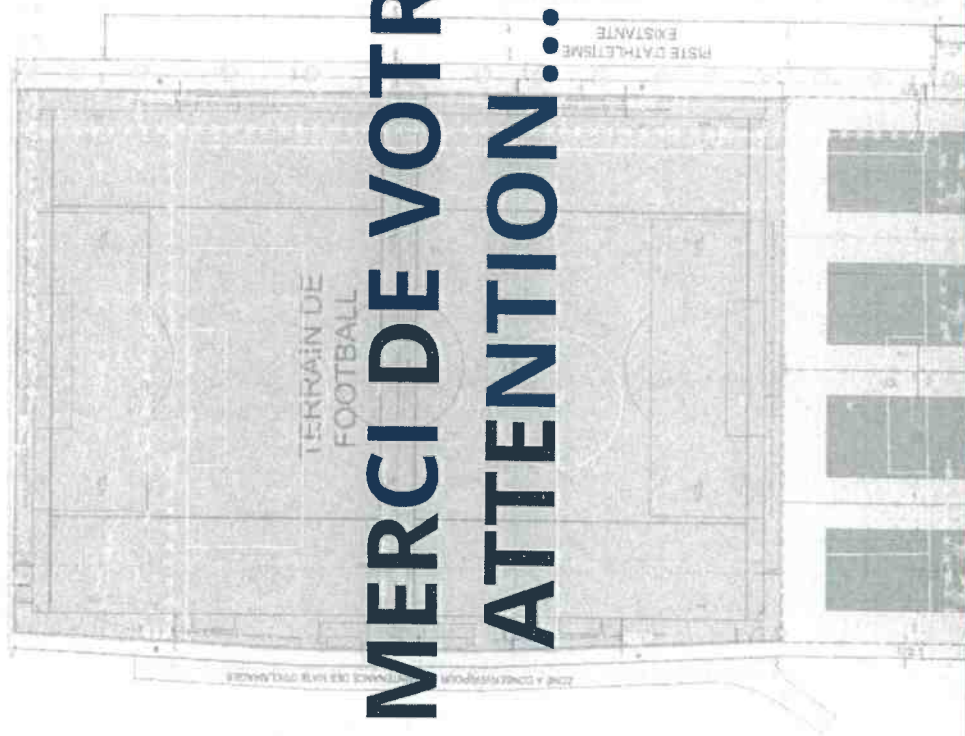 MERCI DE VOTR
ATTENTION...
TERRAIN DE
FOOTBALL
PISTE D'ATHLETISME
EXISTANTE